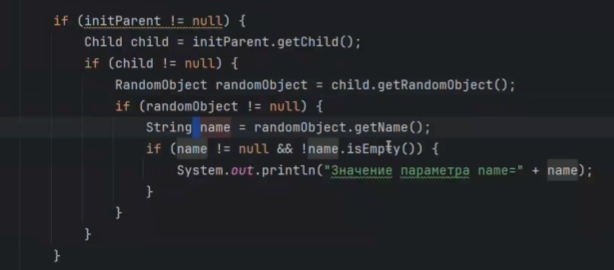 if (initParent != null) {
Child child = initParent.getChild();
if (child != null) {
RandomObject randomObject = child.getRandomObject();
if (randomObject != null) {
String name = randomObject.getName();
if (name != null && !name.isEmpty()) {
System.out.println("Значение параметра name=" + name);
}
}
}
}